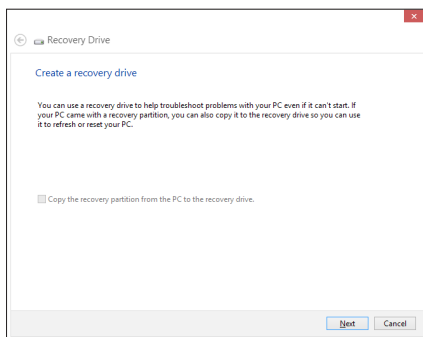 Recovery Drive
Create a recovery drive
You can use a recovery drive to help troubleshoot problems with your PC even if it can't start. If
your PC came with a recovery partition, you can also copy it to the recovery drive so you can use
it to refresh or reset your PC.
Copy the recovery partition from the PC to the recovery drive.
Next Cancel